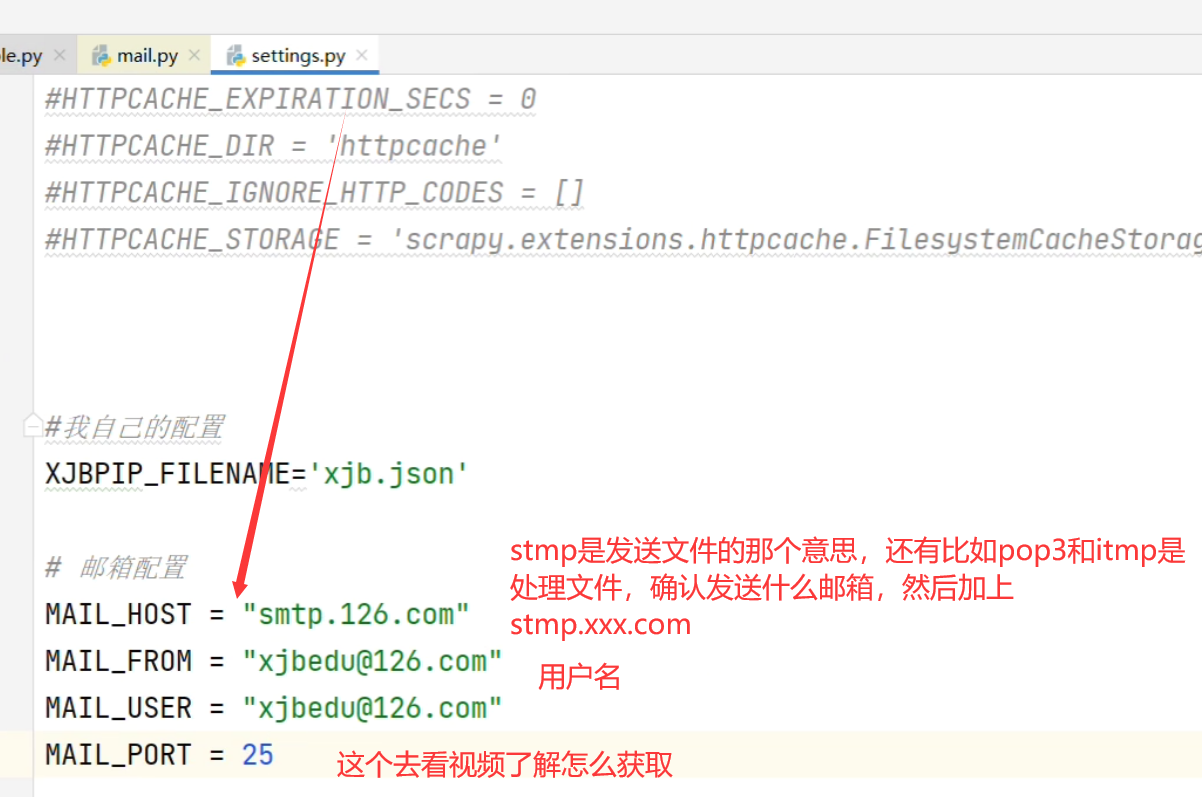 le.py
mail.py
settings.py
#HTTPCACHE_EXPIRATION_SECS = 0
#HTTPCACHE_DIR = 'httpcache'
#HTTPCACHE_IGNORE_HTTP_CODES = []
#HTTPCACHE_STORAGE = 'scrapy.extensions.httpcache.FilesystemCacheStorag
#我自己的配置
XJBPIP_FILENAME='xjb.json'
# 邮箱配置
MAIL_HOST = "smtp.126.com"
MAIL_FROM = "xjbedu@126.com"
MAIL_USER = "xjbedu@126.com"
MAIL_PORT = 25
stmp是发送文件的那个意思，还有比如pop3和itmp是
处理文件，确认发送什么邮箱，然后加上
stmp.xxx.com
用户名
这个去看视频了解怎么获取